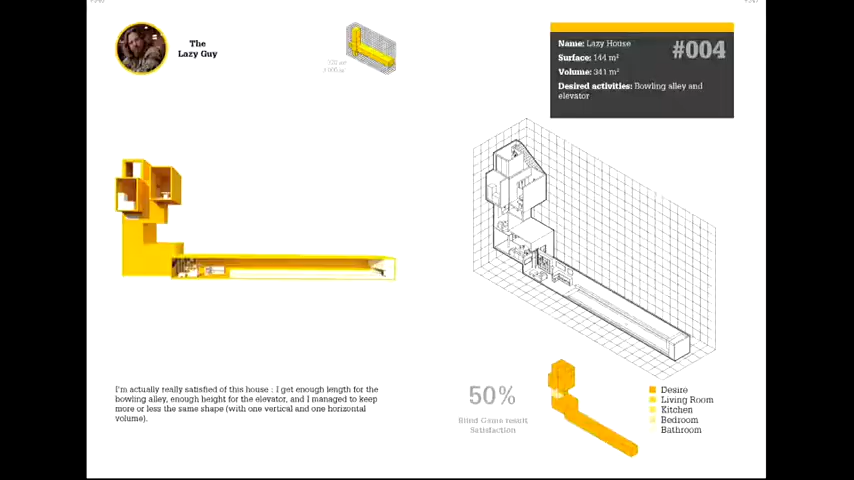 The
Lazy Guy
Name: Lazy House
Surface: 144 m²
Volume: 341 m³
Desired activities: Bowling alley and
elevator
#004
I'm actually really satisfied of this house : I get enough length for the
bowling alley, enough height for the elevator, and I managed to keep
more or less the same shape (with one vertical and one horizontal
volume).
50%
Blind Game result
Satisfaction
Desire
Living Room
Kitchen
Bedroom
Bathroom